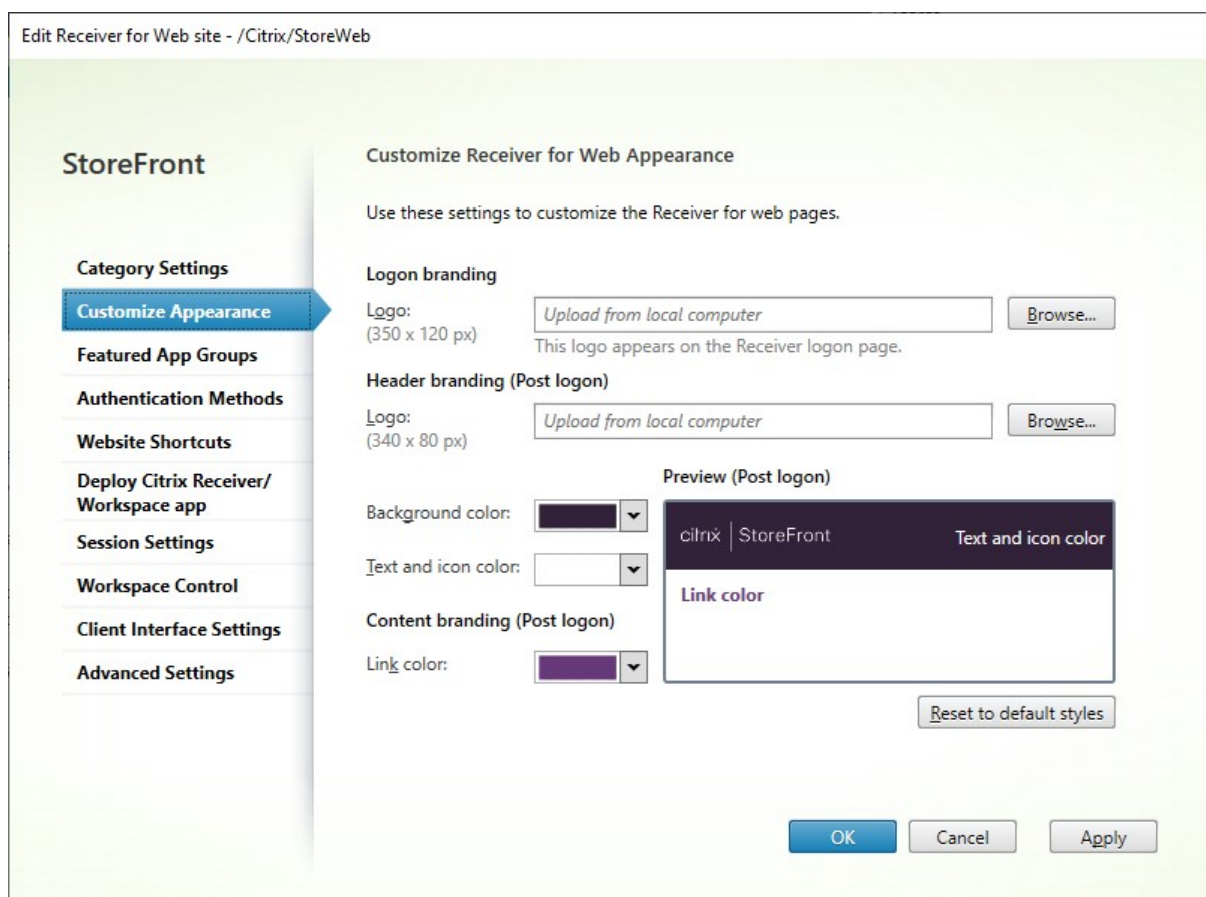 Edit Receiver for Web site - /Citrix/StoreWeb
StoreFront
Category Settings
Customize Appearance
Featured App Groups
Authentication Methods
Website Shortcuts
Deploy Citrix Receiver/
Workspace app
Session Settings
Workspace Control
Client Interface Settings
Advanced Settings
Customize Receiver for Web Appearance
Use these settings to customize the Receiver for web pages.
Logon branding
Logo:
(350 x 120 px)
Upload from local computer
Browse...
This logo appears on the Receiver logon page.
Header branding (Post logon)
Logo:
(340 x 80 px)
Upload from local computer
Browse...
Background color:
Text and icon color:
Content branding (Post logon)
Link color:
Preview (Post logon)
citrix | StoreFront
Text and icon color
Link color
Reset to default styles
OK
Cancel
Apply